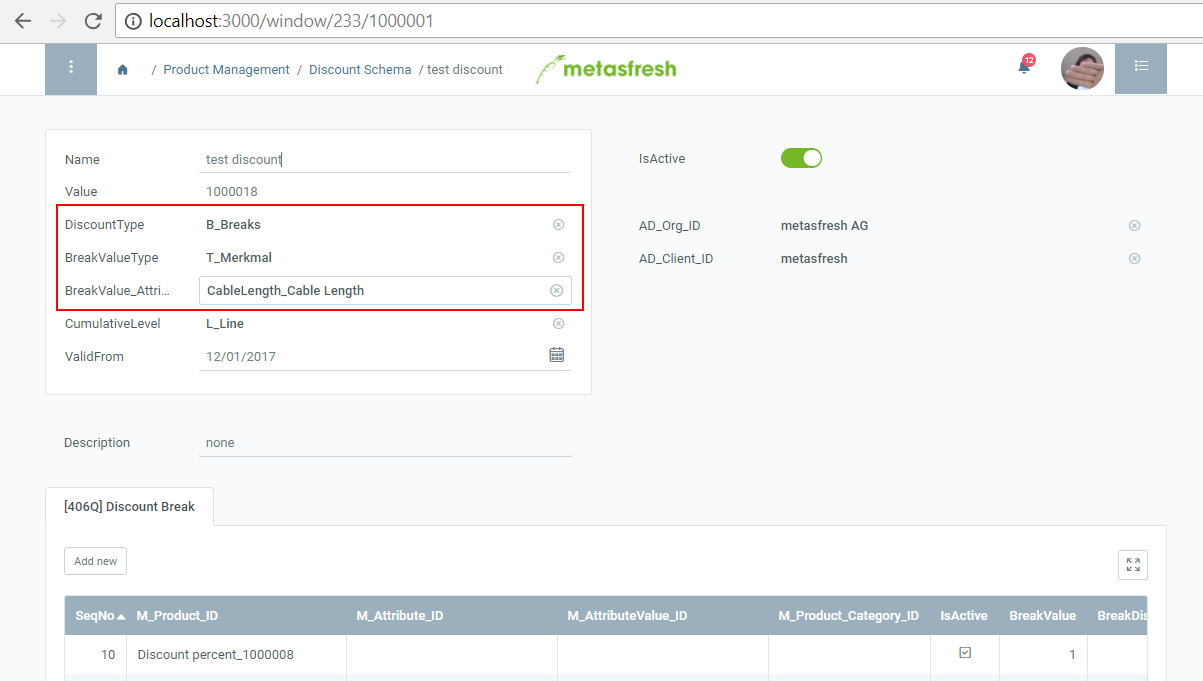 localhost:3000/window/233/1000001
/ Product Management / Discount Schema / test discount
metasfresh
12
Name test discount
Value 1000018
DiscountType B_Breaks
BreakValueType T_Merkmal
BreakValue_Attri... CableLength_Cable Length
CumulativeLevel L_Line
ValidFrom 12/01/2017
IsActive
AD_Org_ID metasfresh AG
AD_Client_ID metasfresh
Description none
[406Q] Discount Break
Add new
SeqNo M_Product_ID M_Attribute_ID M_AttributeValue_ID M_Product_Category_ID IsActive BreakValue BreakDis
10 Discount percent_1000008 1